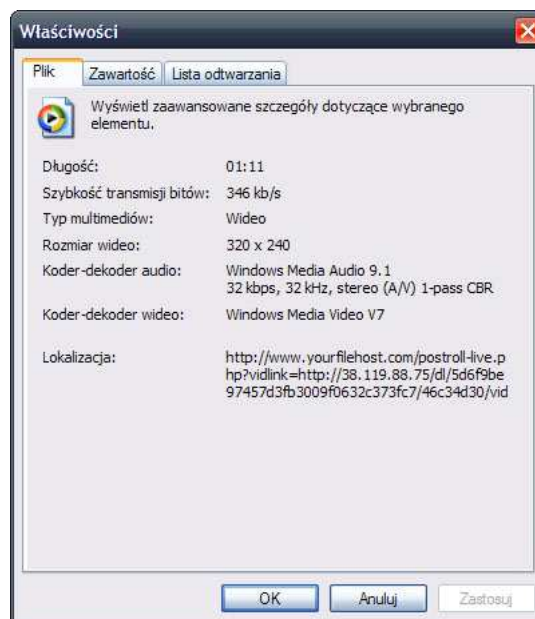 Właściwości
Plik
Zawartość
Lista odtwarzania
Wyświetl zaawansowane szczegóły dotyczące wybranego
elementu.
Długość: 01:11
Szybkość transmisji bitów: 346 kb/s
Typ multimediów: Wideo
Rozmiar wideo: 320 x 240
Koder-dekoder audio: Windows Media Audio 9.1
32 kbps, 32 kHz, stereo (A/V) 1-pass CBR
Koder-dekoder wideo: Windows Media Video V7
Lokalizacja: http://www.yourfilehost.com/postroll-live.p
hp?vidlink=http://38.119.88.75/dl/5d6f9be
97457d3fb3009f0632c373fc7/46c34d30/vid
OK
Anuluj
Zastosuj